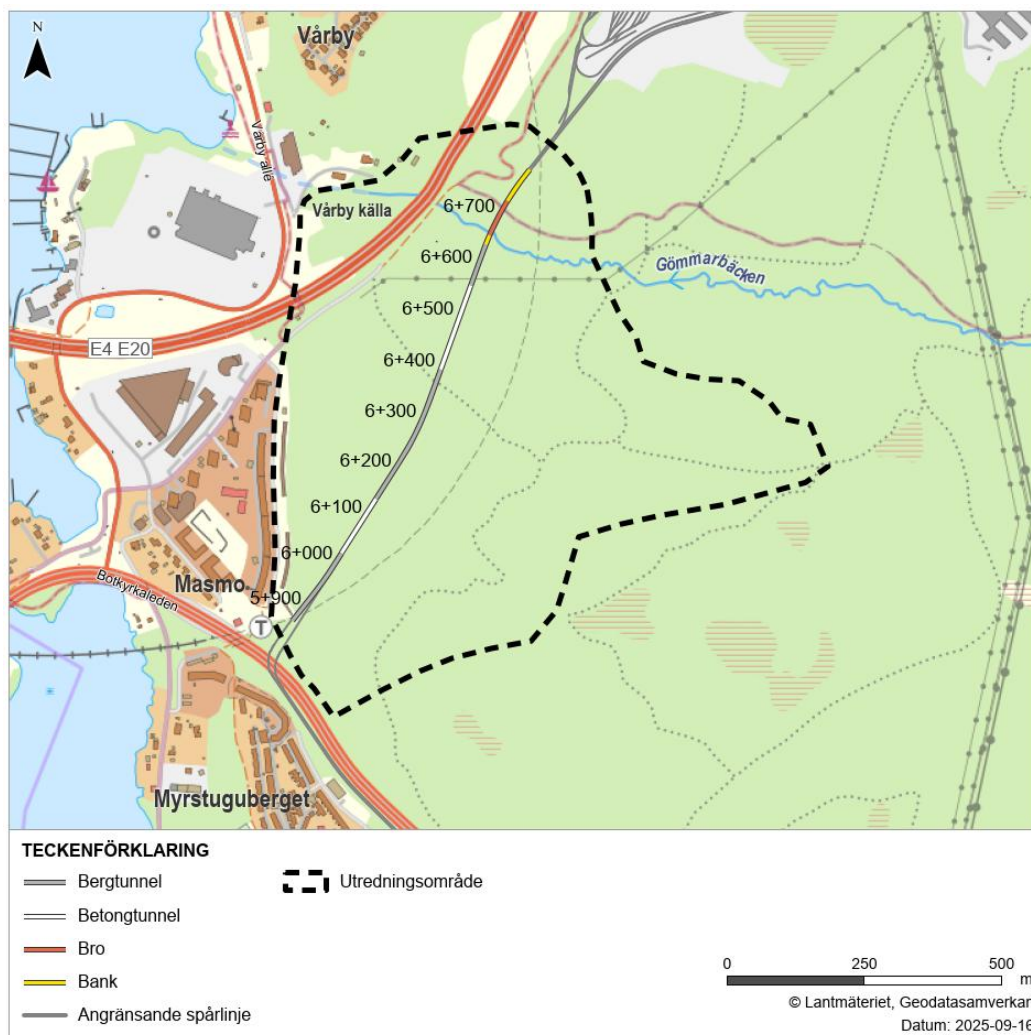 N
Vårby
Vårby allé
Vårby källa
6+700
6+600
Gömmarbäcken
6+500
E4 E20
6+400
6+300
6+200
6+100
6+000
Masmo
5+900
Botkyrkaleden
T
Myrstuguberget
TECKENFÖRKLARING
Bergtunnel
Utredningsområde
Betongtunnel
Bro
Bank
Angränsande spårlinje
0 250 500
m
© Lantmäteriet, Geodatasamverkan
Datum: 2025-09-16